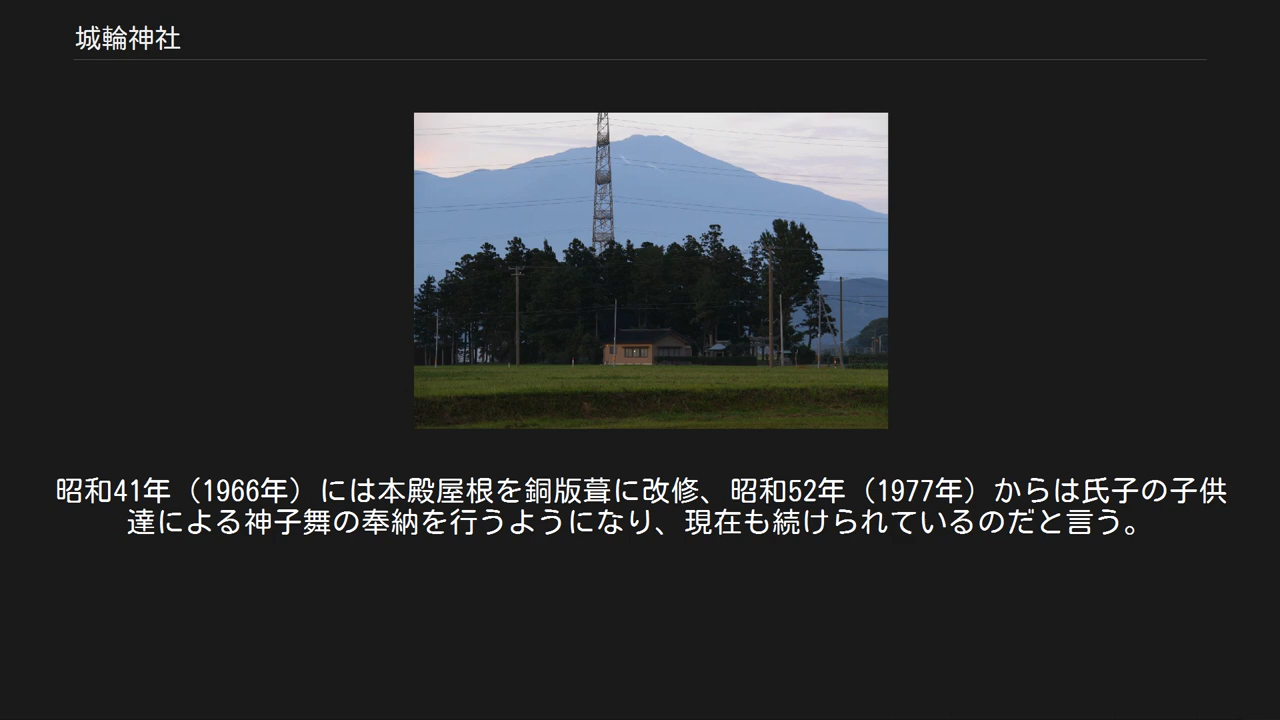 城輪神社
昭和41年（1966年）には本殿屋根を銅版葺に改修、昭和52年（1977年）からは氏子の子供
達による神子舞の奉納を行うようになり、現在も続けられているのだと言う。